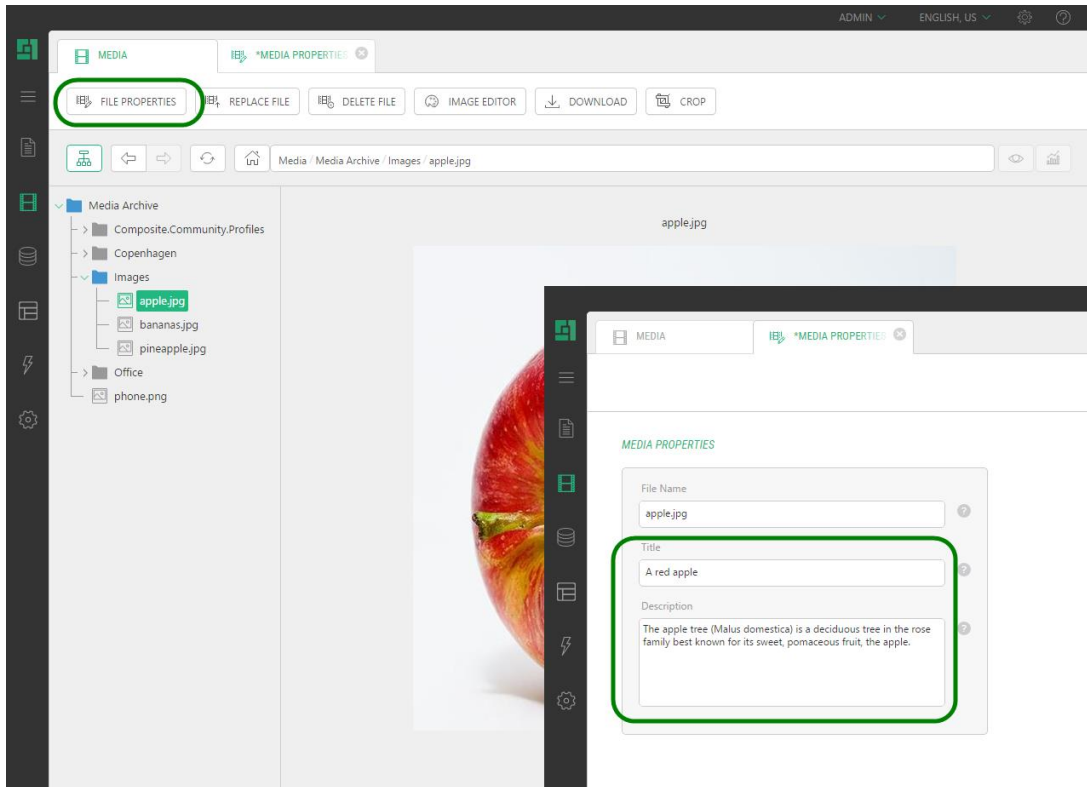 ADMIN
ENGLISH, US
MEDIA
*MEDIA PROPERTIE
FILE PROPERTIES
REPLACE FILE
DELETE FILE
IMAGE EDITOR
DOWNLOAD
CROP
Media / Media Archive / Images / apple.jpg
Media Archive
Composite.Community.Profiles
Copenhagen
Images
apple.jpg
bananas.jpg
pineapple.jpg
Office
phone.png
apple.jpg
MEDIA
*MEDIA PROPERTIE
MEDIA PROPERTIES
File Name
apple.jpg
Title
A red apple
Description
The apple tree (Malus domestica) is a deciduous tree in the rose
family best known for its sweet, pomaceous fruit, the apple.